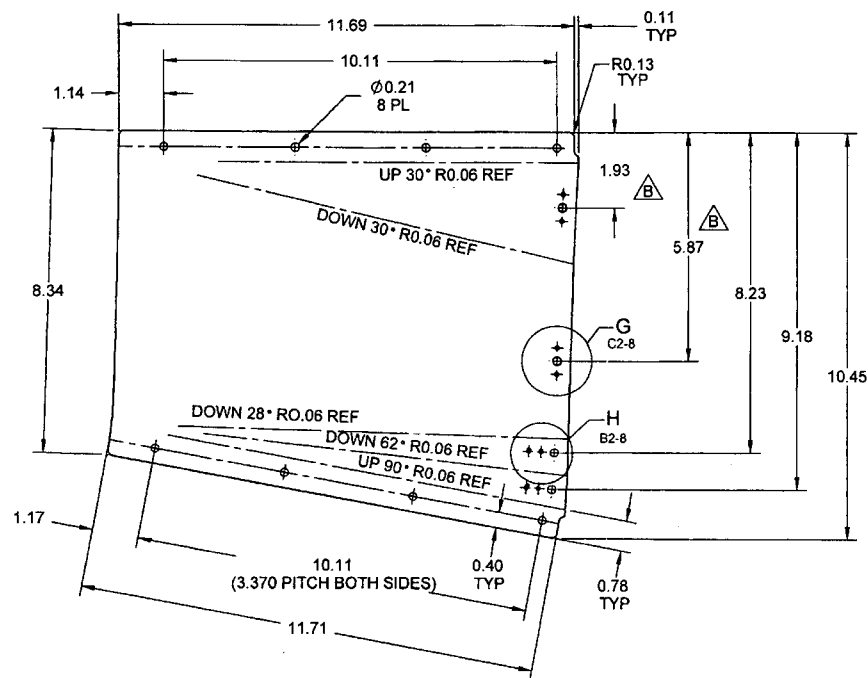 11.69
0.11
TYP
10.11
R0.13
TYP
1.14
Ø0.21
8 PL
1.93
B
UP 30° R0.06 REF
B
DOWN 30° R0.06 REF
5.87
8.34
8.23
G
C2-8
9.18
10.45
DOWN 28° RO.06 REF
H
B2-8
DOWN 62° R0.06 REF
UP 90° R0.06 REF
1.17
10.11
(3.370 PITCH BOTH SIDES)
0.40
TYP
0.78
TYP
11.71